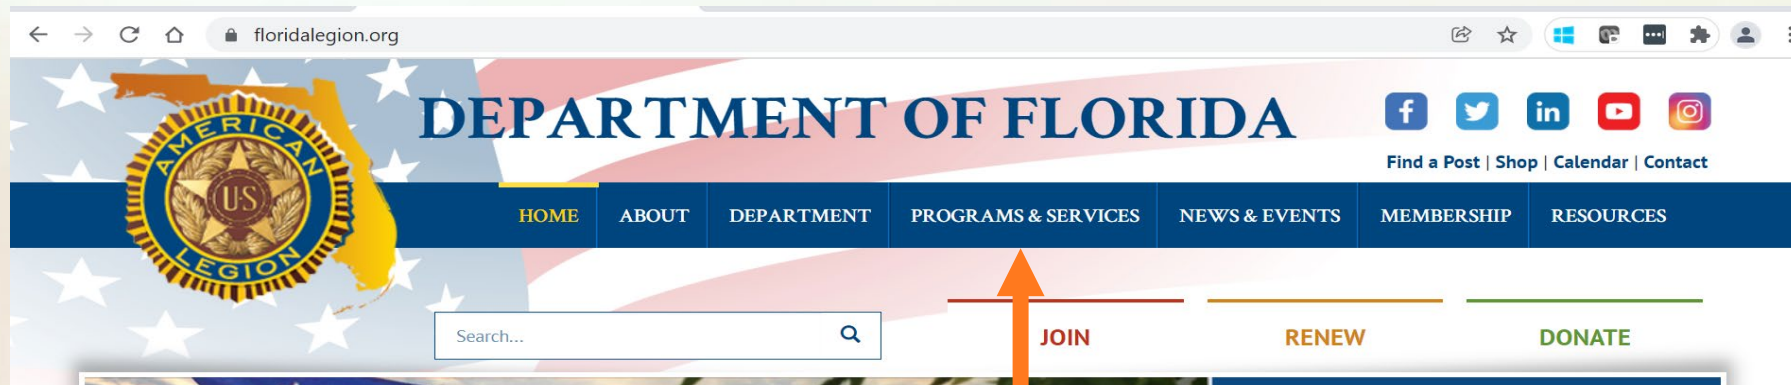 floridalegion.org
DEPARTMENT OF FLORIDA
AMERICAN
U·S
LEGION
Find a Post | Shop | Calendar | Contact
HOME ABOUT DEPARTMENT PROGRAMS & SERVICES NEWS & EVENTS MEMBERSHIP RESOURCES
Search...
JOIN RENEW DONATE